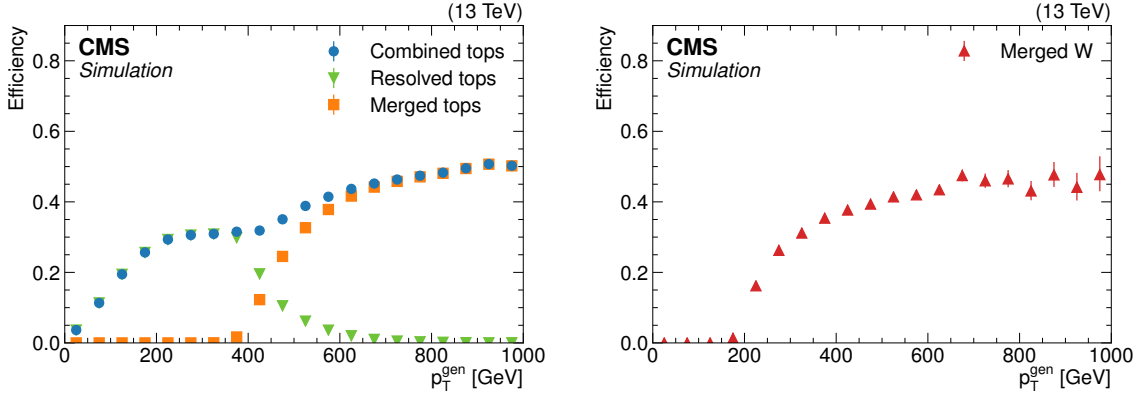 (13 TeV)
CMS
Simulation
Combined tops
Resolved tops
Merged tops
Efficiency
0.8
0.6
0.4
0.2
0.0
0 200 400 600 800 1000
p_T^gen [GeV]
(13 TeV)
CMS
Simulation
Merged W
Efficiency
0.8
0.6
0.4
0.2
0.0
0 200 400 600 800 1000
p_T^gen [GeV]